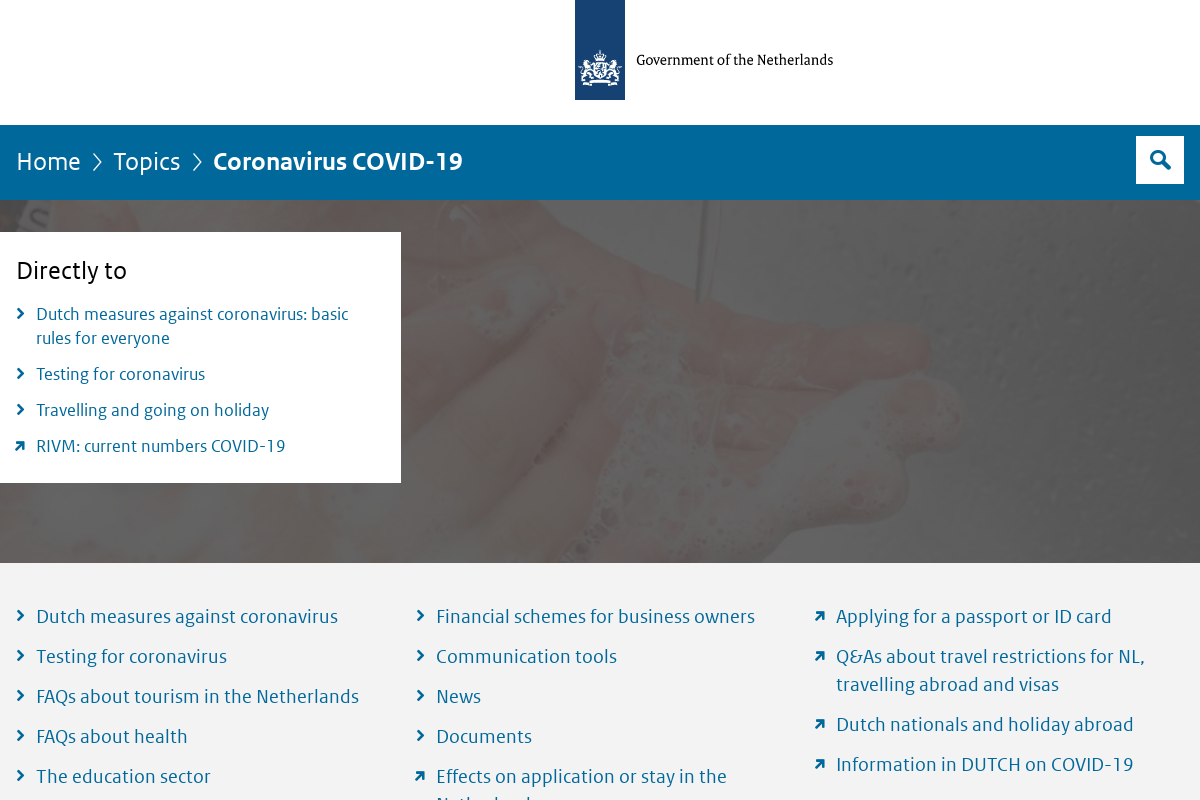 Government of the Netherlands
Home
Topics
Coronavirus COVID-19
Directly to
Dutch measures against coronavirus: basic
rules for everyone
Testing for coronavirus
Travelling and going on holiday
RIVM: current numbers COVID-19
Dutch measures against coronavirus
Testing for coronavirus
FAQs about tourism in the Netherlands
FAQs about health
The education sector
Financial schemes for business owners
Communication tools
News
Documents
Effects on application or stay in the
Applying for a passport or ID card
Q&As about travel restrictions for NL,
travelling abroad and visas
Dutch nationals and holiday abroad
Information in DUTCH on COVID-19